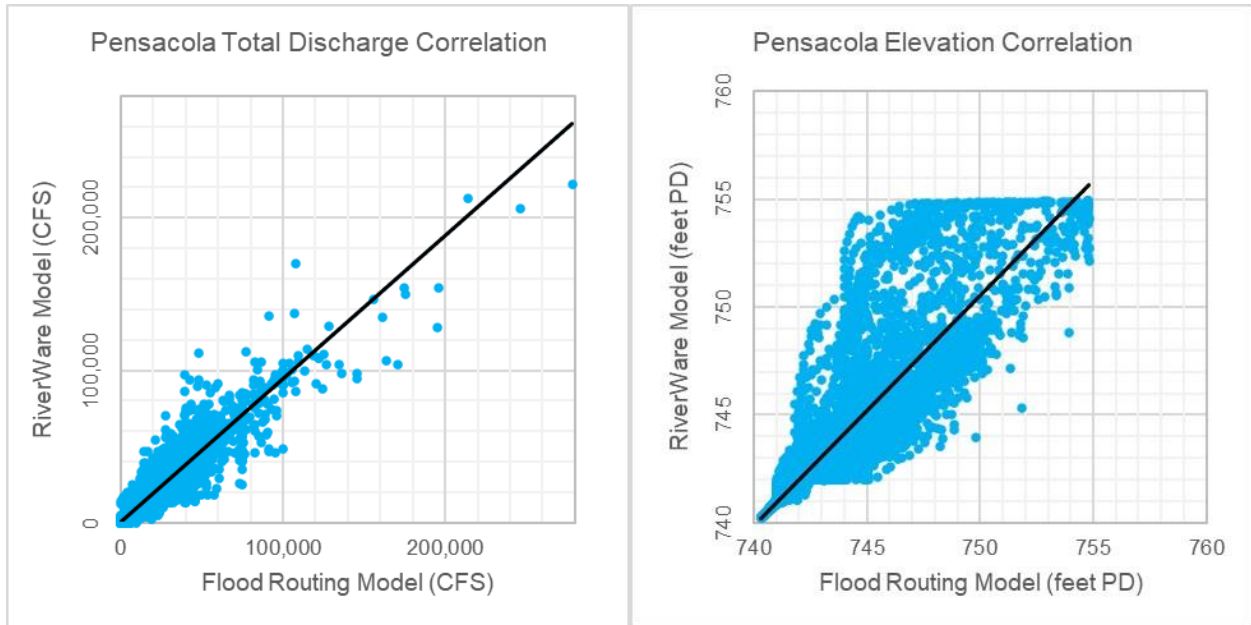 Pensacola Total Discharge Correlation
RiverWare Model (CFS)
200,000
100,000
0
0
100,000
200,000
Flood Routing Model (CFS)
Pensacola Elevation Correlation
RiverWare Model (feet PD)
760
755
750
745
740
740
745
750
755
760
Flood Routing Model (feet PD)